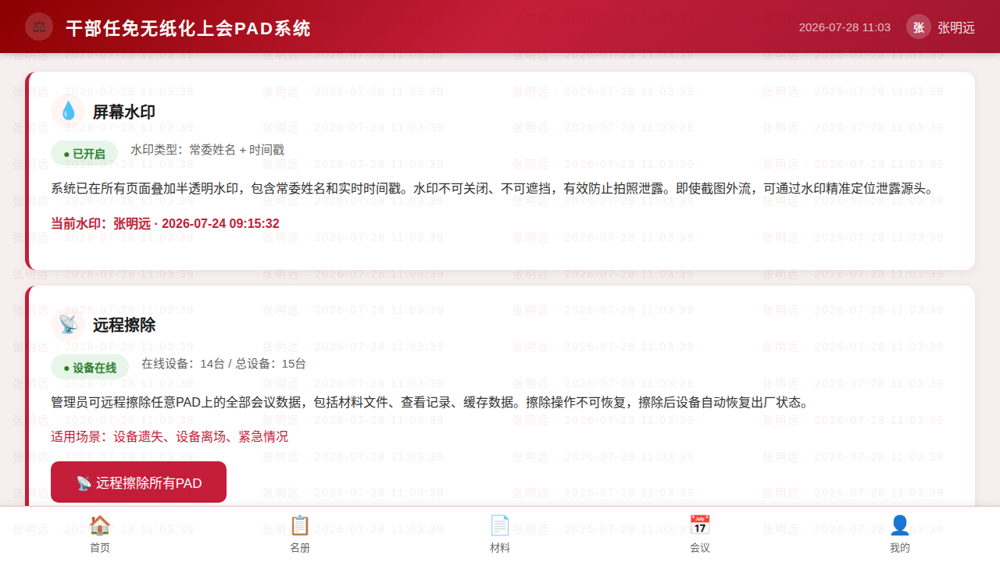 干部任免无纸化上会PAD系统
2026-07-28 11:03
张 张明远
屏幕水印
● 已开启 水印类型：常委姓名 + 时间戳
系统已在所有页面叠加半透明水印，包含常委姓名和实时时间戳。水印不可关闭、不可遮挡，有效防止拍照泄露。即使截图外流，可通过水印精准定位泄露源头。
当前水印：张明远 · 2026-07-24 09:15:32
远程擦除
● 设备在线 在线设备：14台 / 总设备：15台
管理员可远程擦除任意PAD上的全部会议数据，包括材料文件、查看记录、缓存数据。擦除操作不可恢复，擦除后设备自动恢复出厂状态。
适用场景：设备遗失、设备离场、紧急情况
远程擦除所有PAD
首页 名册 材料 会议 我的
张明远 · 2026-07-28 11:03:39